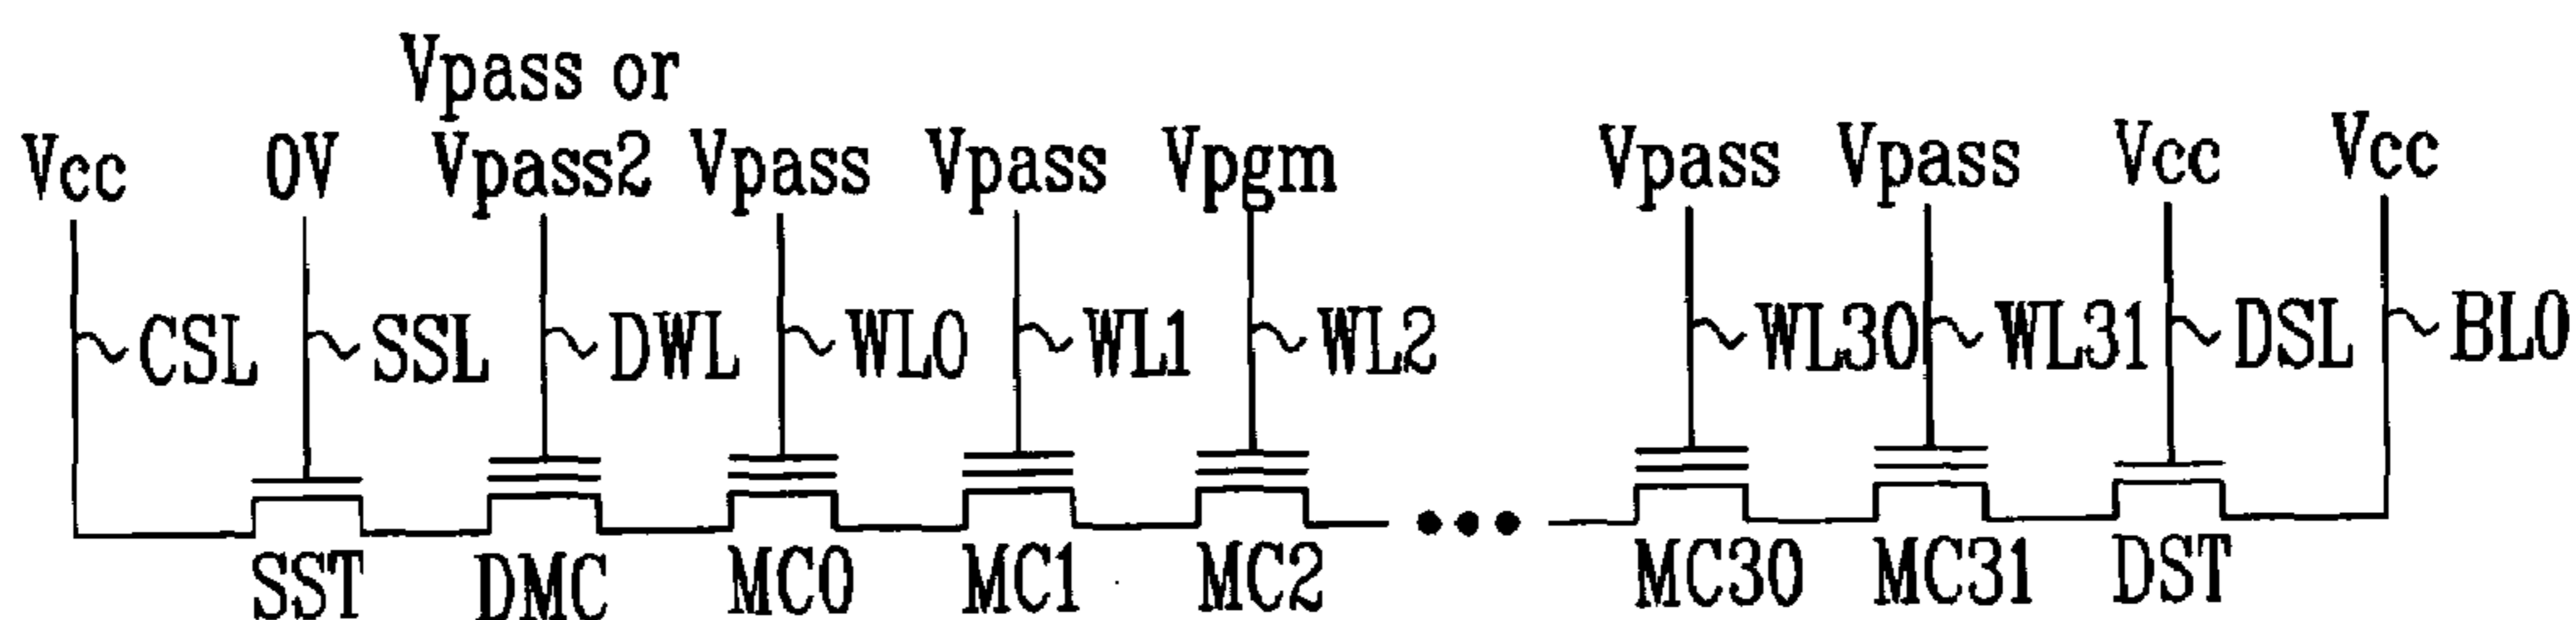 Vpass or
Vcc 0V Vpass2 Vpass Vpass Vpgm Vpass Vpass Vcc Vcc
CSL SSL DWL WL0 WL1 WL2 WL30 WL31 DSL BL0
SST DMC MC0 MC1 MC2 MC30 MC31 DST